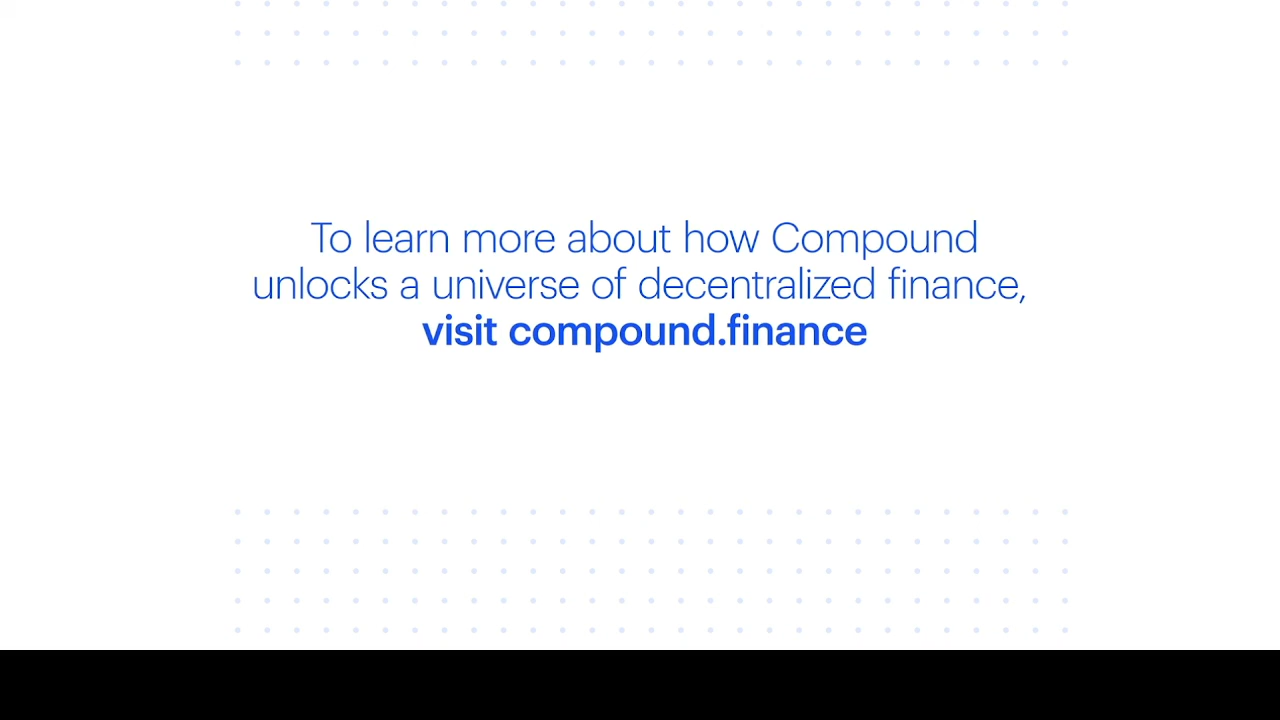 To learn more about how Compound
unlocks a universe of decentralized finance,
visit compound.finance